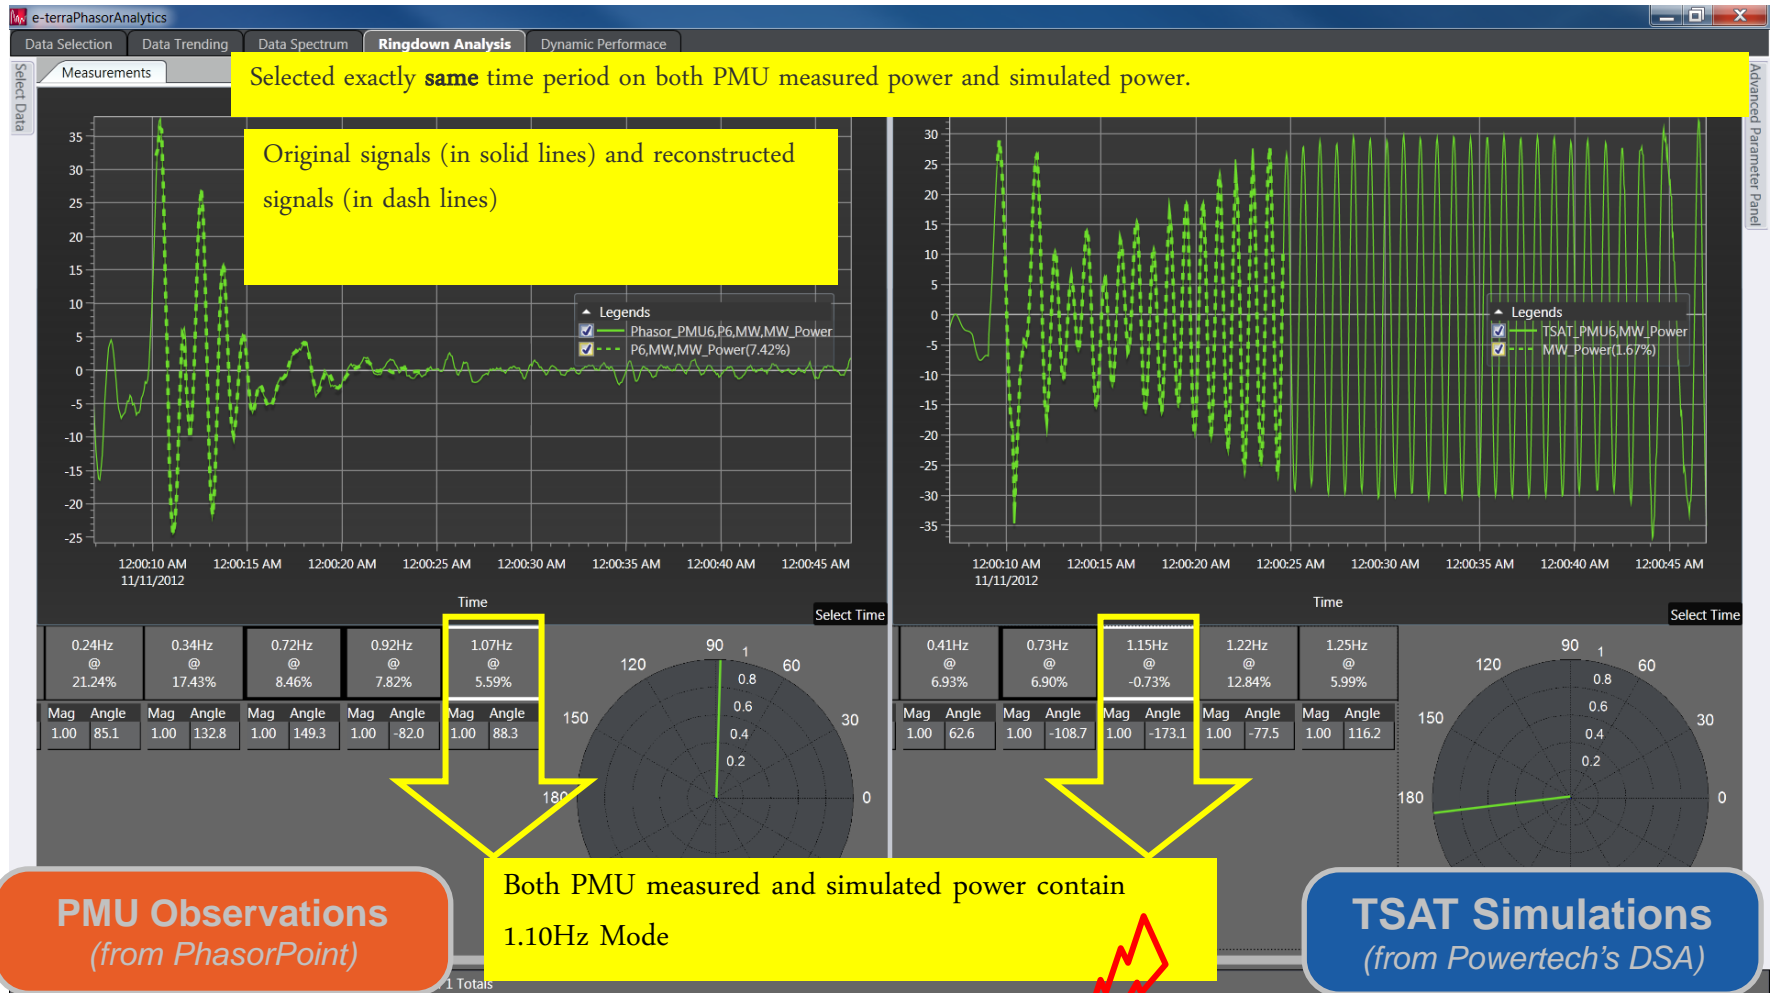 e-terraPhasorAnalytics
Data Selection Data Trending Data Spectrum Ringdown Analysis Dynamic Performace
Select Data
Measurements
Selected exactly same time period on both PMU measured power and simulated power.
Advanced Parameter Panel
Original signals (in solid lines) and reconstructed
signals (in dash lines)
35
30
25
20
15
10
5
0
-5
-10
-15
-20
-25
Legends
Phasor_PMU6,P6,MW,MW_Power
P6,MW,MW_Power(7.42%)
12:00:10 AM 12:00:15 AM 12:00:20 AM 12:00:25 AM 12:00:30 AM 12:00:35 AM 12:00:40 AM 12:00:45 AM
11/11/2012
Time
Select Time
30
25
20
15
10
5
0
-5
-10
-15
-20
-25
-30
-35
Legends
TSAT_PMU6,MW_Power
MW_Power(1.67%)
12:00:10 AM 12:00:15 AM 12:00:20 AM 12:00:25 AM 12:00:30 AM 12:00:35 AM 12:00:40 AM 12:00:45 AM
11/11/2012
Time
Select Time
0.24Hz 0.34Hz 0.72Hz 0.92Hz 1.07Hz
@ @ @ @ @
21.24% 17.43% 8.46% 7.82% 5.59%
Mag Angle Mag Angle Mag Angle Mag Angle Mag Angle
1.00 85.1 1.00 132.8 1.00 149.3 1.00 -82.0 1.00 88.3
90
1
120
60
0.8
0.6
150
30
0.4
0.2
180
0
0.41Hz 0.73Hz 1.15Hz 1.22Hz 1.25Hz
@ @ @ @ @
6.93% 6.90% -0.73% 12.84% 5.99%
Mag Angle Mag Angle Mag Angle Mag Angle Mag Angle
1.00 62.6 1.00 -108.7 1.00 -173.1 1.00 -77.5 1.00 116.2
90
1
120
60
0.8
0.6
150
30
0.4
0.2
180
0
Both PMU measured and simulated power contain
1.10Hz Mode
PMU Observations
(from PhasorPoint)
TSAT Simulations
(from Powertech's DSA)
1 Totals